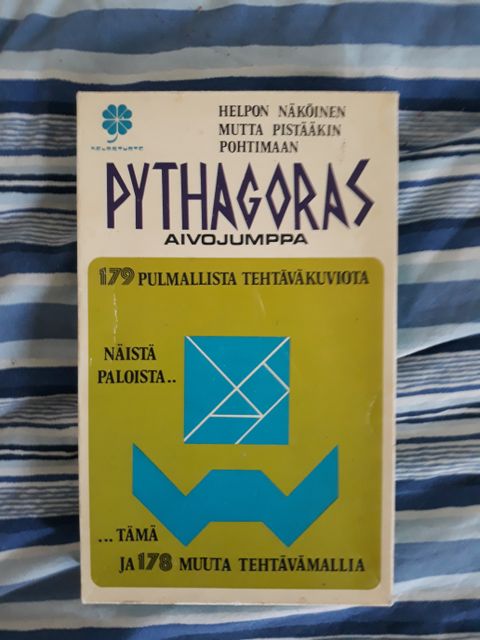 HELPON NÄKÖINEN
MUTTA PISTÄÄKIN
POHTIMAAN
PYTHAGORAS
AIVOJUMPPA
179 PULMALLISTA TEHTÄVÄKUVIOTA
NÄISTÄ
PALOISTA..
...TÄMÄ
JA 178 MUUTA TEHTÄVÄMALLIA